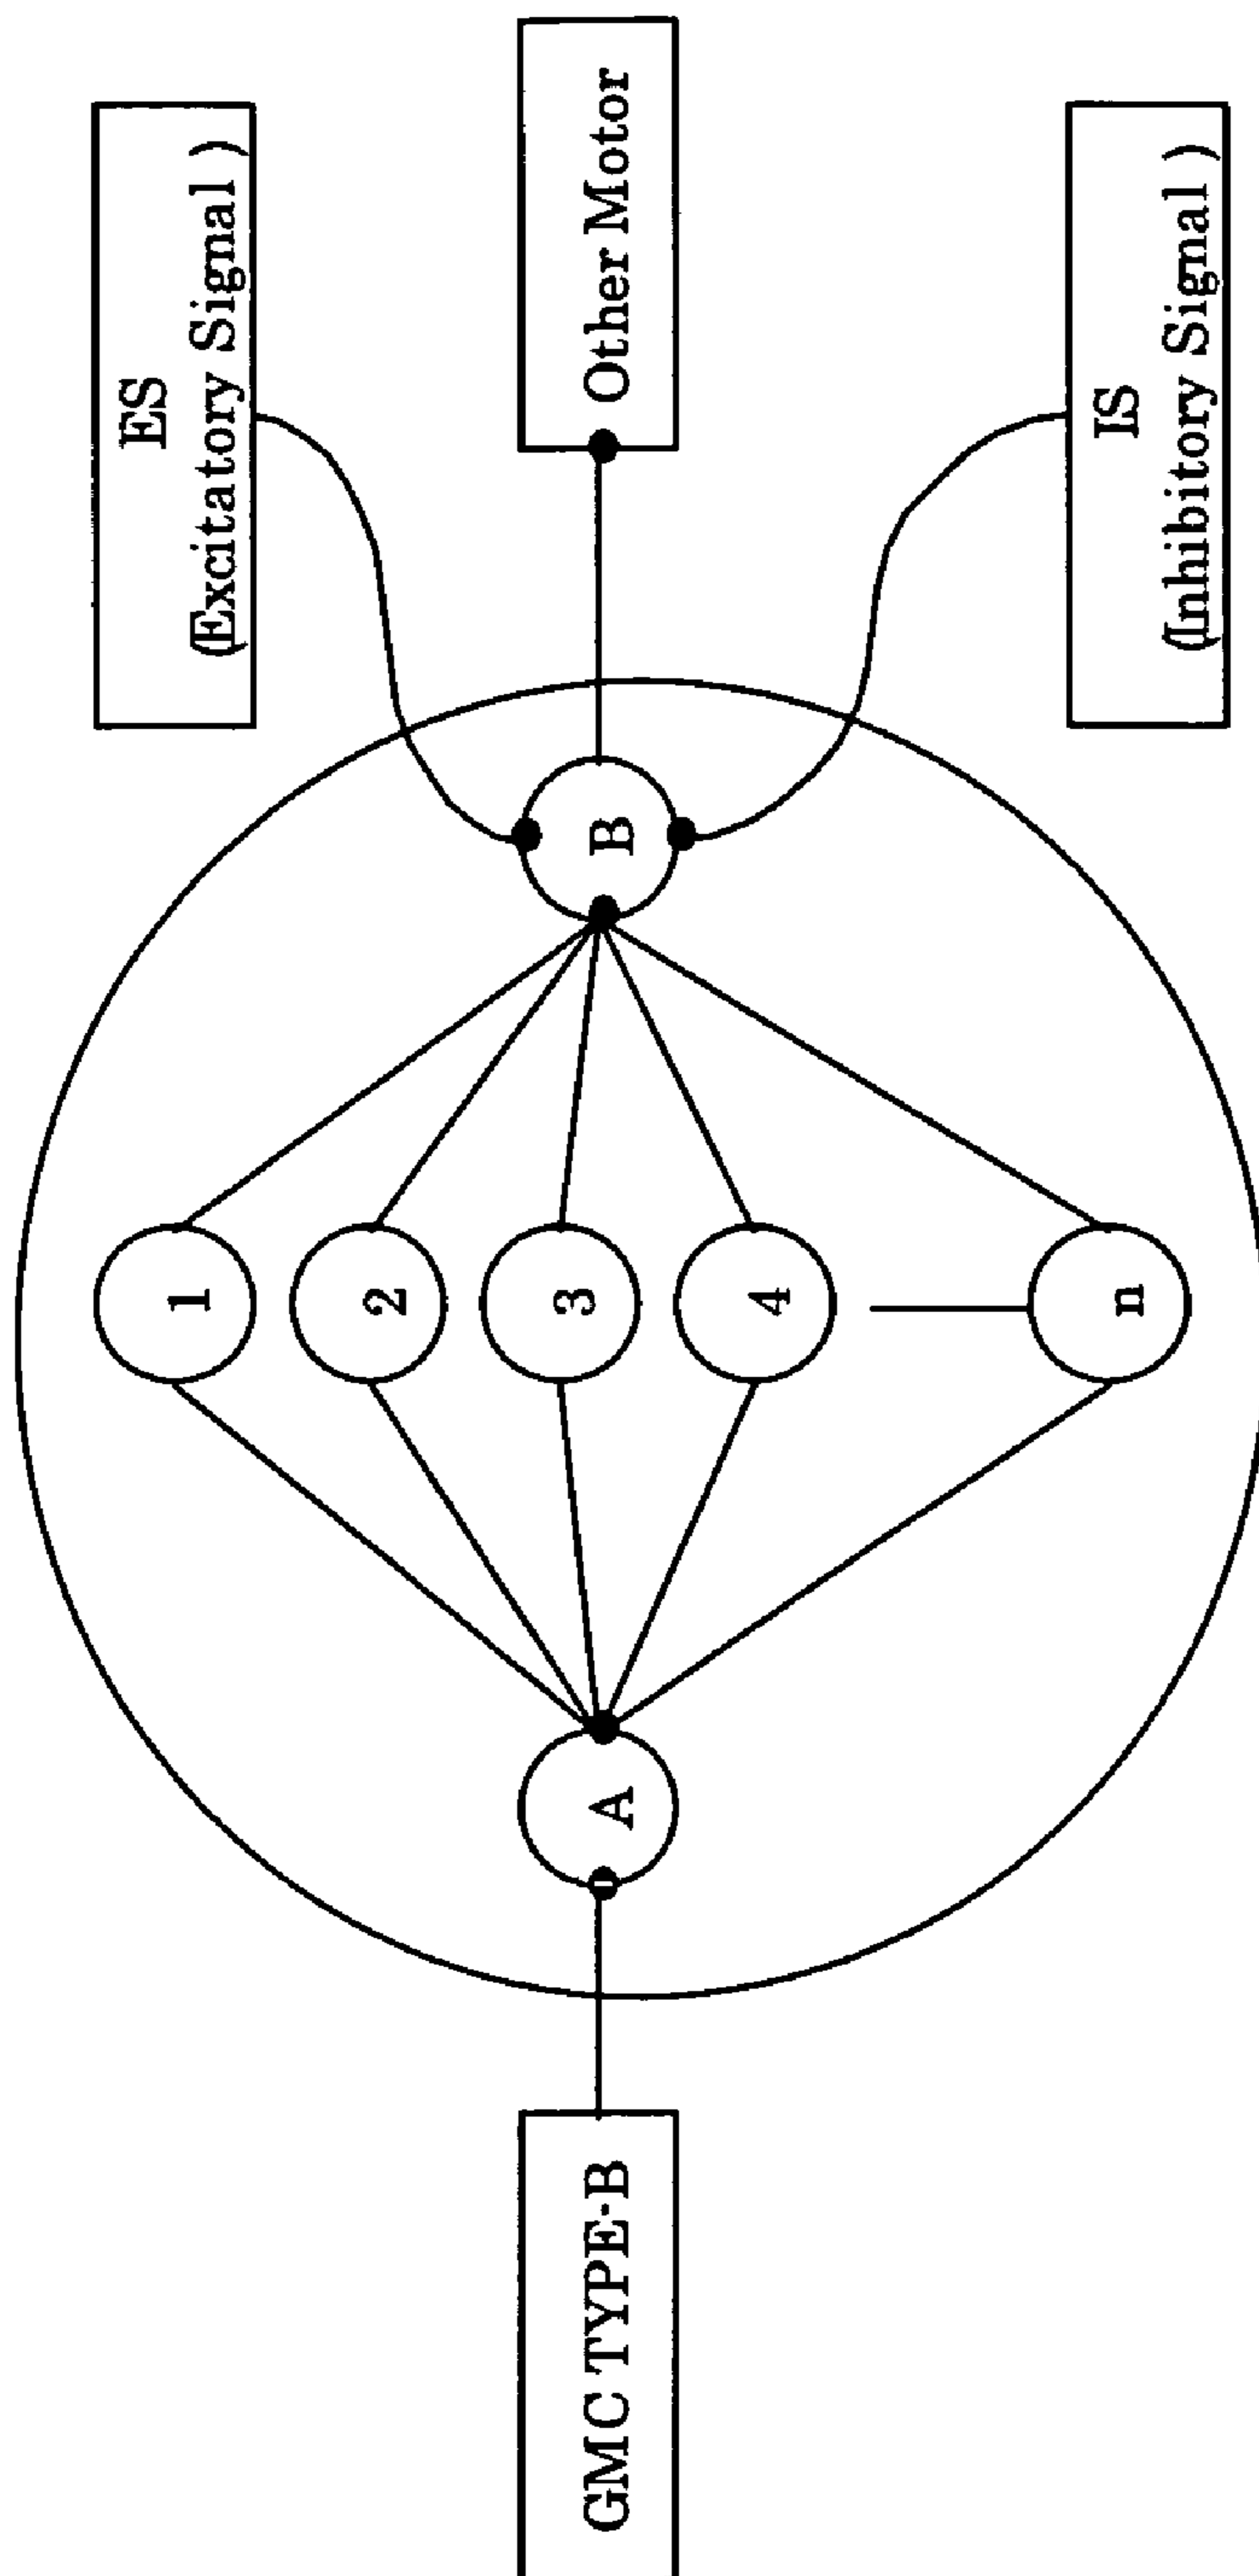 ES
(Excitatory Signal )
GMC TYPE-B
A
1
2
3
4
n
B
Other Motor
IS
(Inhibitory Signal )